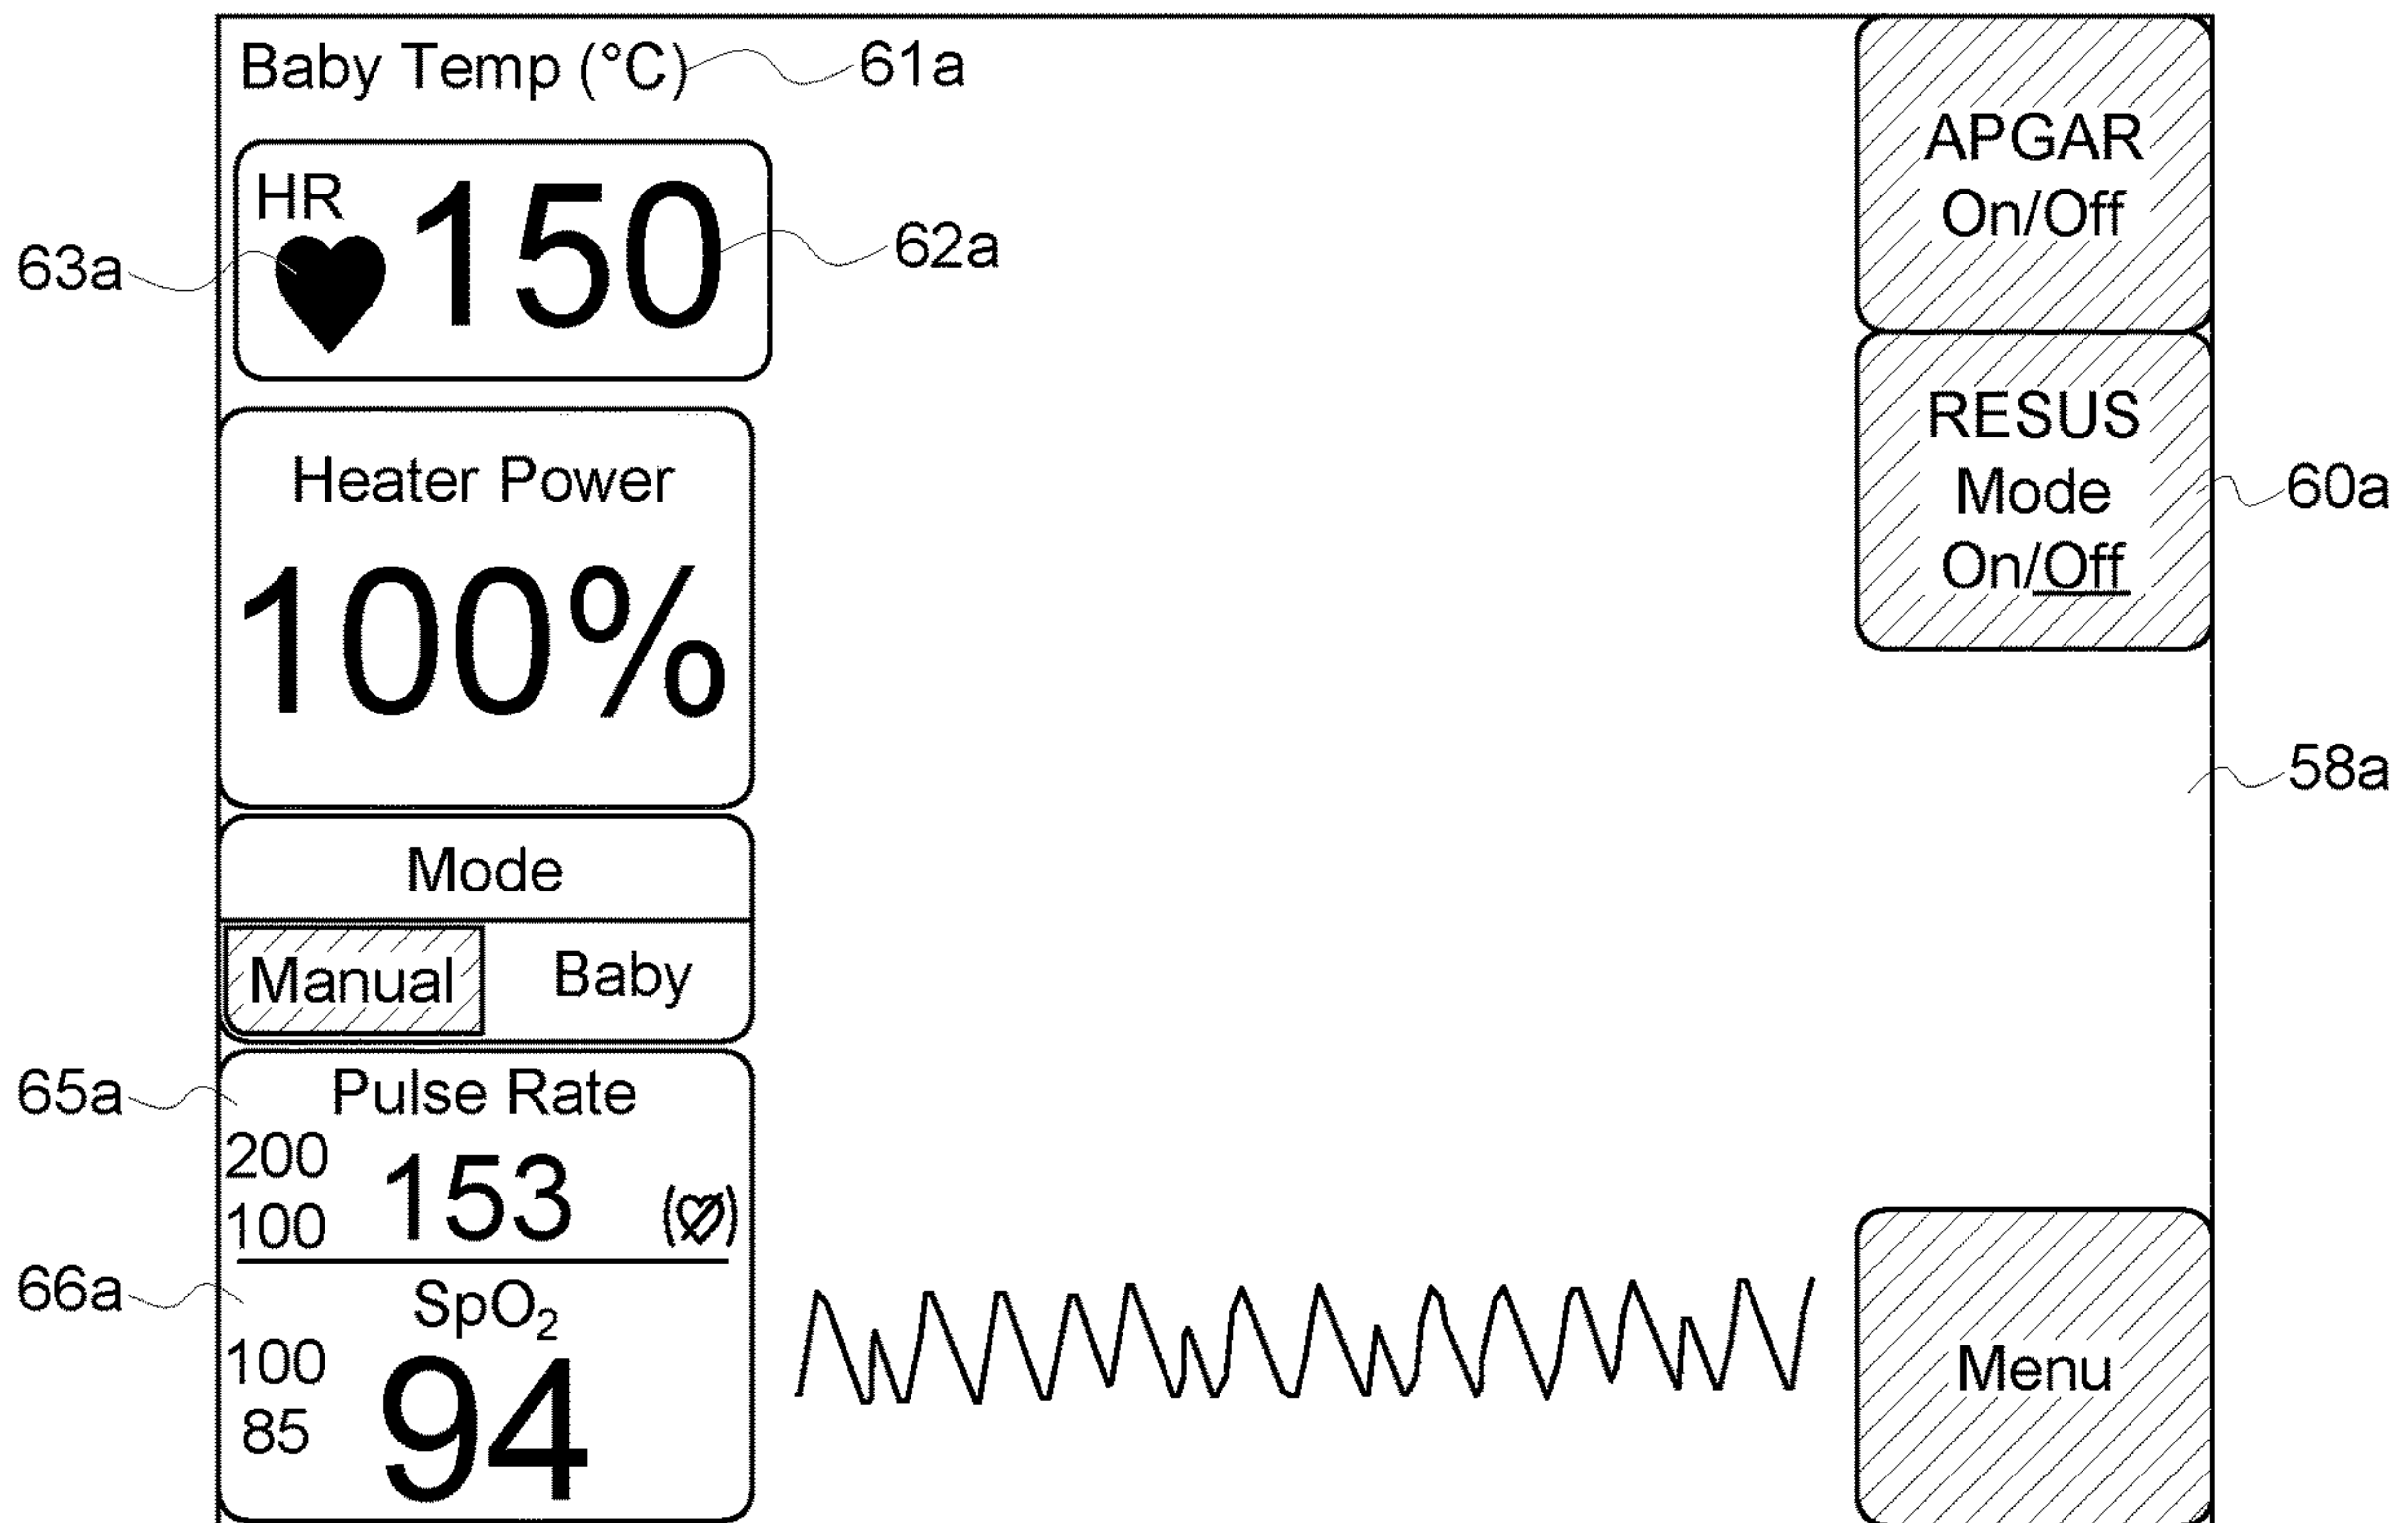 Baby Temp (°C)
61a
HR
150
63a
62a
Heater Power
100%
Mode
Manual
Baby
65a
Pulse Rate
200
100
153
66a
SpO₂
100
85
94
APGAR
On/Off
RESUS
Mode
On/Off
60a
58a
Menu